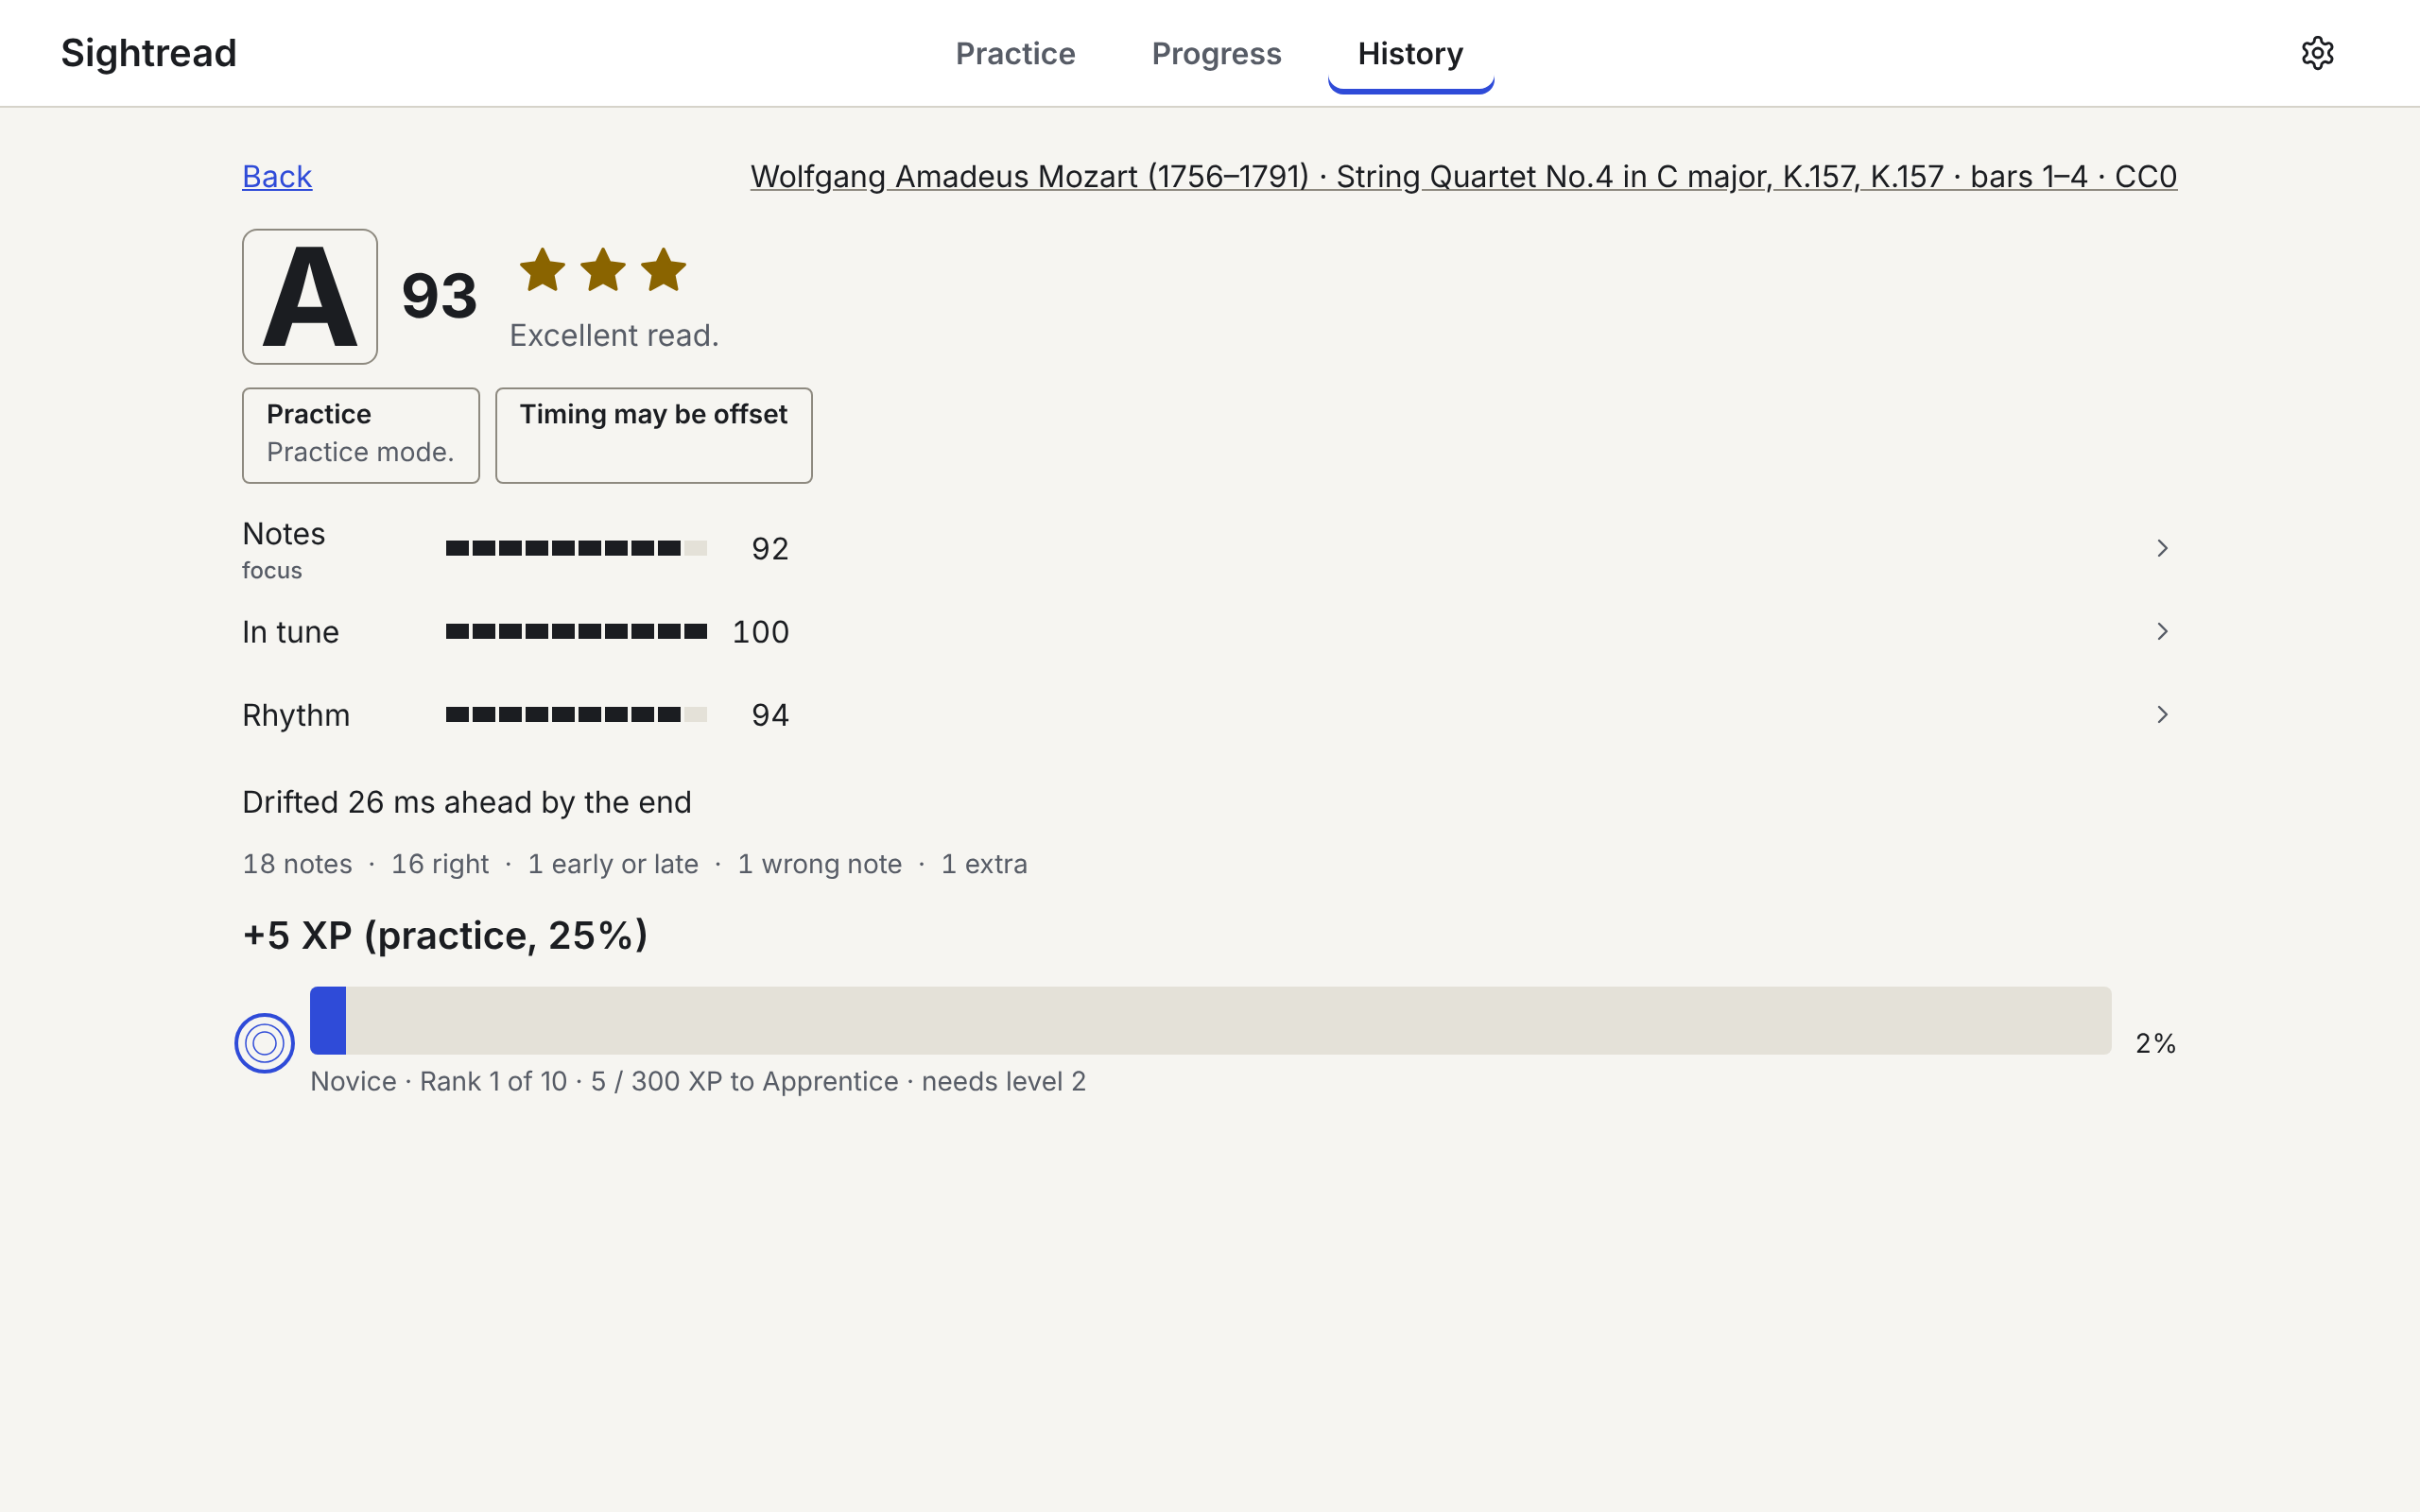 Sightread
Practice
Progress
History
Back
Wolfgang Amadeus Mozart (1756–1791) · String Quartet No.4 in C major, K.157, K.157 · bars 1–4 · CC0
A
93
Excellent read.
Practice
Practice mode.
Timing may be offset
Notes
focus
92
In tune
100
Rhythm
94
Drifted 26 ms ahead by the end
18 notes · 16 right · 1 early or late · 1 wrong note · 1 extra
+5 XP (practice, 25%)
2%
Novice · Rank 1 of 10 · 5 / 300 XP to Apprentice · needs level 2